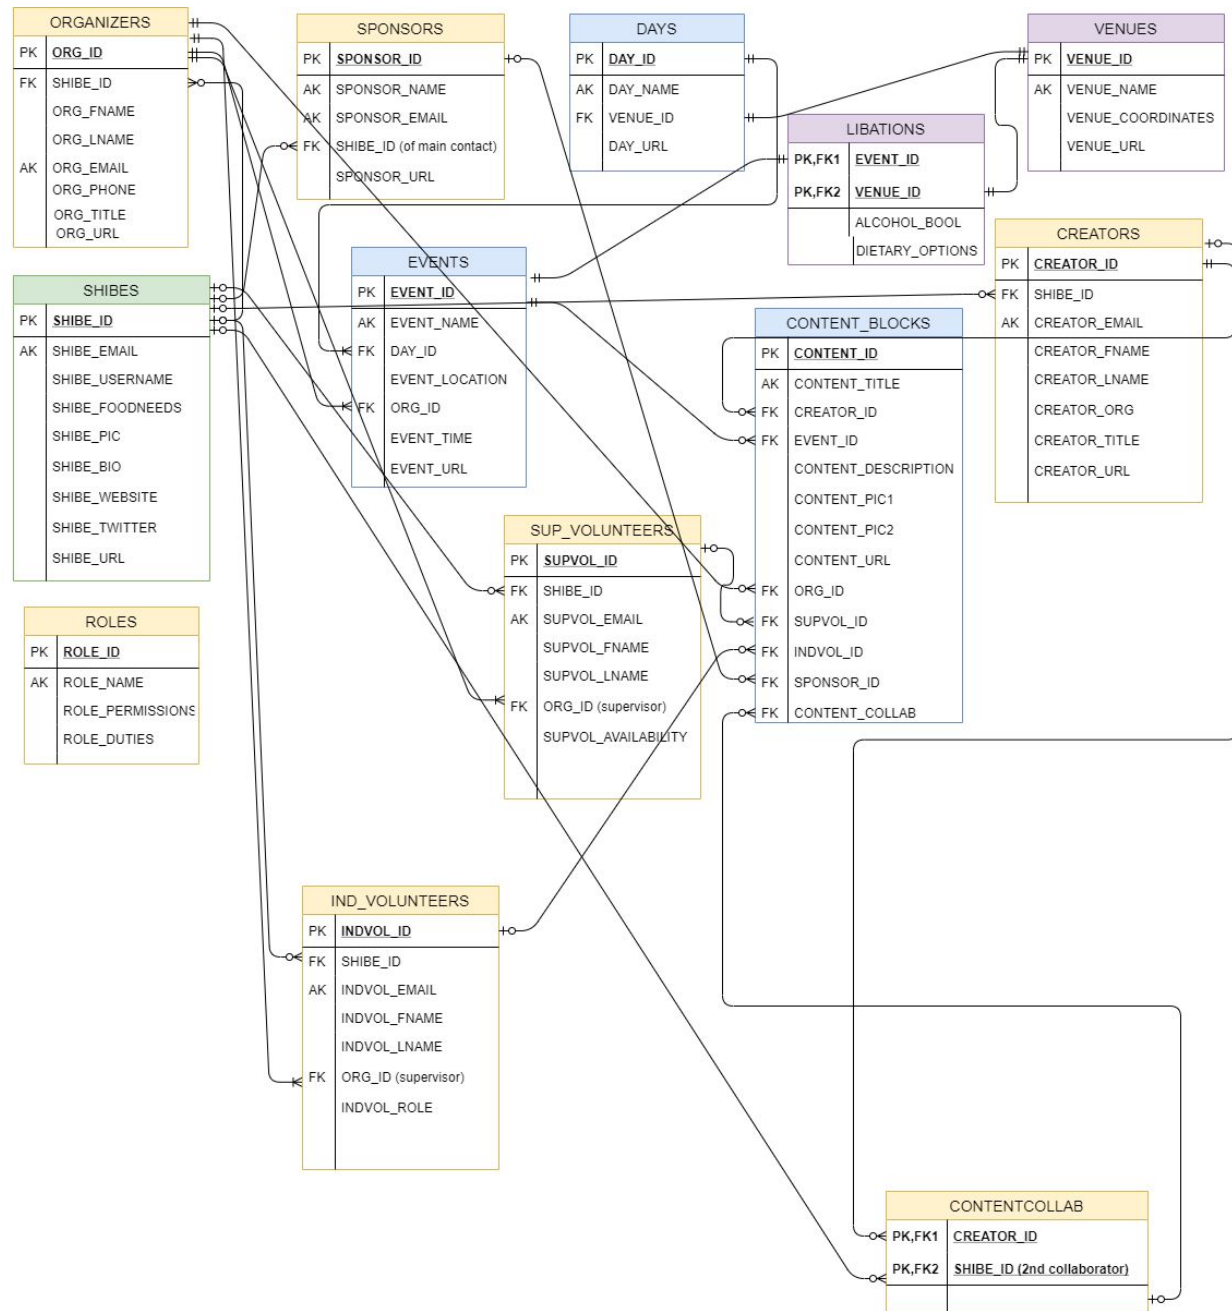 ORGANIZERS
PK ORG_ID
FK SHIBE_ID
ORG_FNAME
ORG_LNAME
AK ORG_EMAIL
ORG_PHONE
ORG_TITLE
ORG_URL
SPONSORS
PK SPONSOR_ID
AK SPONSOR_NAME
AK SPONSOR_EMAIL
FK SHIBE_ID (of main contact)
SPONSOR_URL
DAYS
PK DAY_ID
AK DAY_NAME
FK VENUE_ID
DAY_URL
VENUES
PK VENUE_ID
AK VENUE_NAME
VENUE_COORDINATES
VENUE_URL
LIBATIONS
PK,FK1 EVENT_ID
PK,FK2 VENUE_ID
ALCOHOL_BOOL
DIETARY_OPTIONS
SHIBES
PK SHIBE_ID
AK SHIBE_EMAIL
SHIBE_USERNAME
SHIBE_FOODNEEDS
SHIBE_PIC
SHIBE_BIO
SHIBE_WEBSITE
SHIBE_TWITTER
SHIBE_URL
EVENTS
PK EVENT_ID
AK EVENT_NAME
FK DAY_ID
EVENT_LOCATION
FK ORG_ID
EVENT_TIME
EVENT_URL
CREATORS
PK CREATOR_ID
FK SHIBE_ID
AK CREATOR_EMAIL
CREATOR_FNAME
CREATOR_LNAME
CREATOR_ORG
CREATOR_TITLE
CREATOR_URL
CONTENT_BLOCKS
PK CONTENT_ID
AK CONTENT_TITLE
FK CREATOR_ID
FK EVENT_ID
CONTENT_DESCRIPTION
CONTENT_PIC1
CONTENT_PIC2
CONTENT_URL
FK ORG_ID
FK SUPVOL_ID
FK INDVOL_ID
FK SPONSOR_ID
FK CONTENT_COLLAB
SUP_VOLUNTEERS
PK SUPVOL_ID
FK SHIBE_ID
AK SUPVOL_EMAIL
SUPVOL_FNAME
SUPVOL_LNAME
FK ORG_ID (supervisor)
SUPVOL_AVAILABILITY
ROLES
PK ROLE_ID
AK ROLE_NAME
ROLE_PERMISSIONS
ROLE_DUTIES
IND_VOLUNTEERS
PK INDVOL_ID
FK SHIBE_ID
AK INDVOL_EMAIL
INDVOL_FNAME
INDVOL_LNAME
FK ORG_ID (supervisor)
INDVOL_ROLE
CONTENTCOLLAB
PK,FK1 CREATOR_ID
PK,FK2 SHIBE_ID (2nd collaborator)